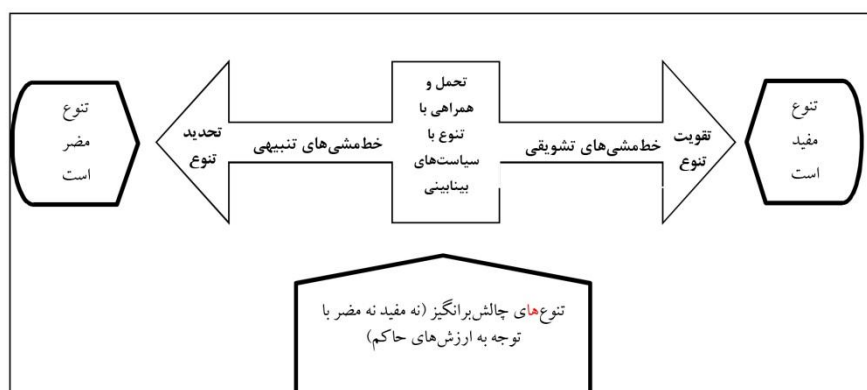 تنوع
مفید
است
تقویت
تنوع
خط‌مشی‌های تشویقی
تحمل و
همراهی با
تنوع با
سیاست‌های
بینابینی
خط‌مشی‌های تنبیهی
تحدید
تنوع
تنوع
مضر
است
تنوع‌های چالش‌برانگیز (نه مفید نه مضر با
توجه به ارزش‌های حاکم)